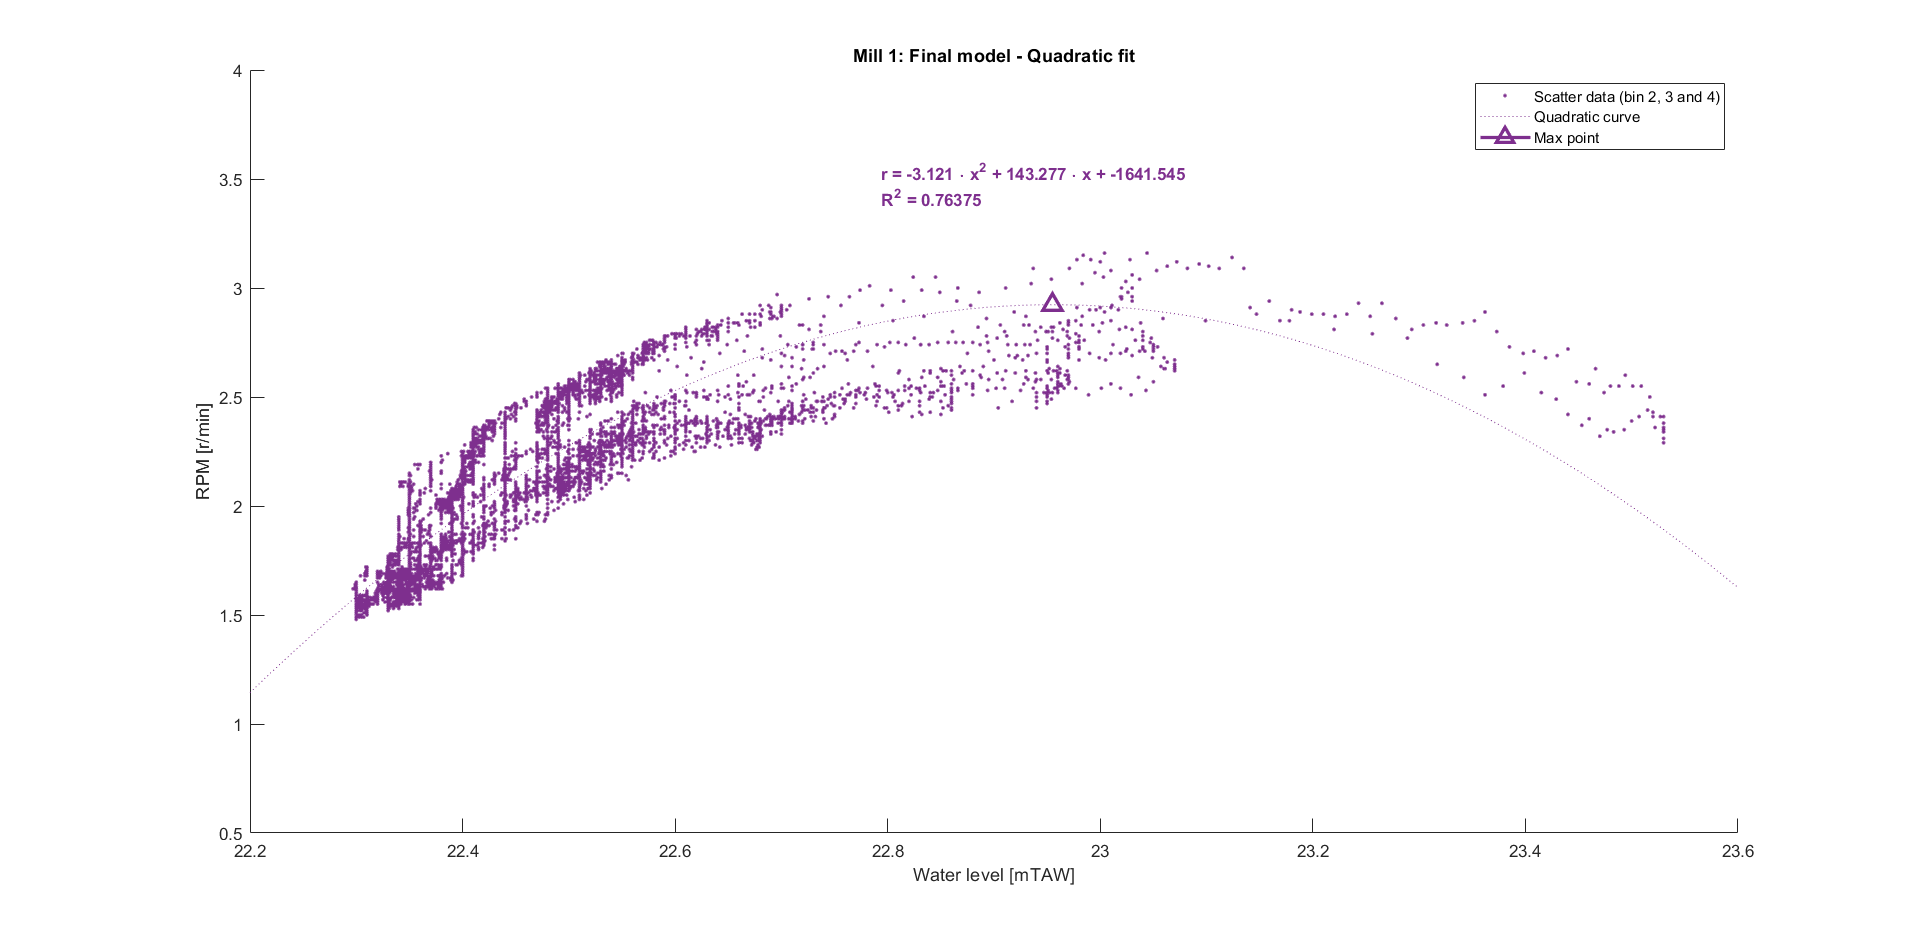 Mill 1: Final model - Quadratic fit
4
3.5
3
2.5
2
1.5
1
0.5
RPM [r/min]
Scatter data (bin 2, 3 and 4)
Quadratic curve
Max point
r = -3.121 · x² + 143.277 · x + -1641.545
R² = 0.76375
22.2 22.4 22.6 22.8 23 23.2 23.4 23.6
Water level [mTAW]